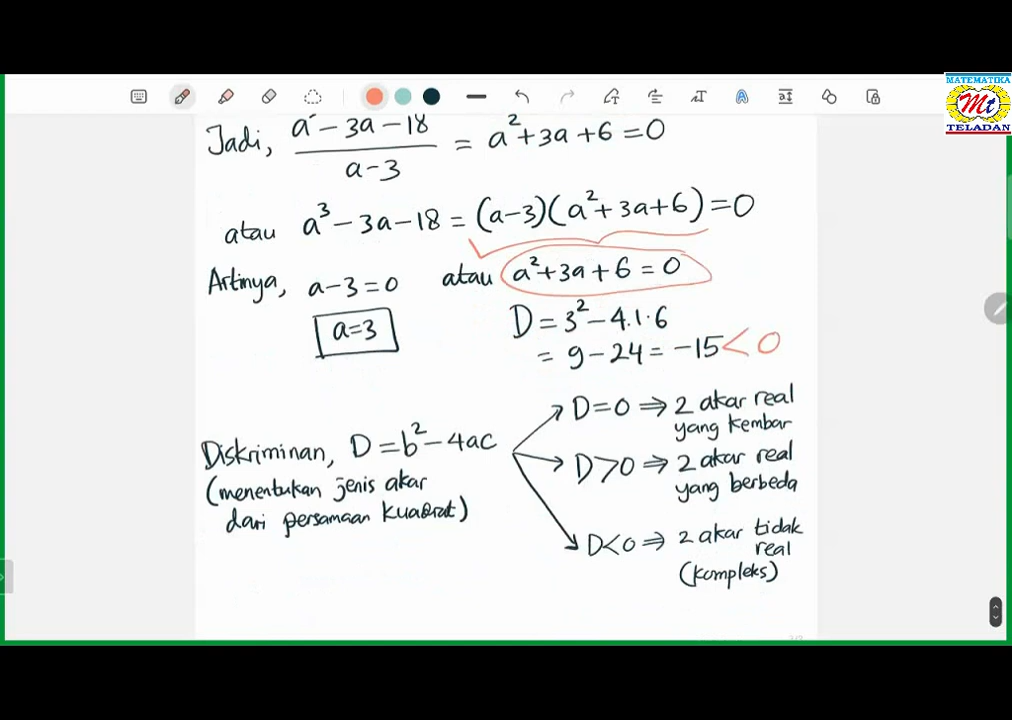 MATEMATIKA
Mt
TELADAN
Jadi, a - 3a - 18 / a - 3 = a² + 3a + 6 = 0
atau a³ - 3a - 18 = (a-3)(a² + 3a + 6) = 0
Artinya, a - 3 = 0 atau a² + 3a + 6 = 0
a = 3
D = 3² - 4.1.6
= 9 - 24 = -15 < 0
Diskriminan, D = b² - 4ac
(menentukan jenis akar
dari persamaan kuadrat)
D = 0 ⇒ 2 akar real
yang kembar
D > 0 ⇒ 2 akar real
yang berbeda
D < 0 ⇒ 2 akar tidak
real
(kompleks)